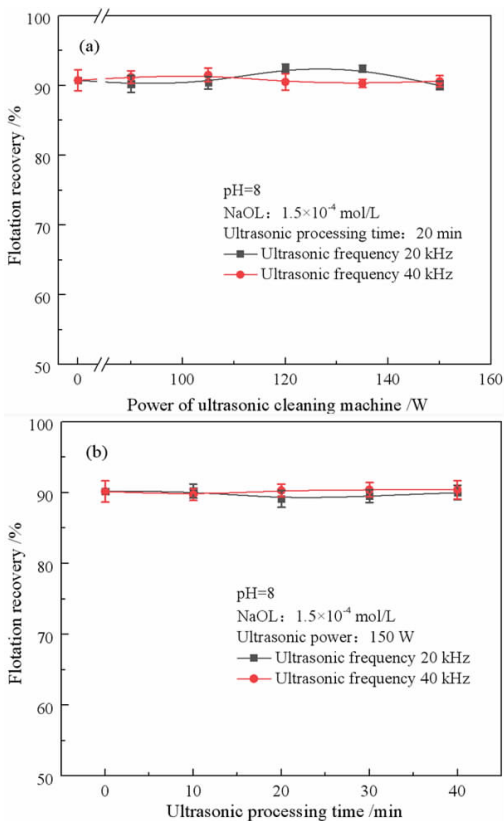 100
(a)
90
80
70
60
50
Flotation recovery /%
pH=8
NaOL：1.5×10⁻⁴ mol/L
Ultrasonic processing time：20 min
Ultrasonic frequency 20 kHz
Ultrasonic frequency 40 kHz
0 100 120 140 160
Power of ultrasonic cleaning machine /W
100
(b)
90
80
70
60
50
Flotation recovery /%
pH=8
NaOL：1.5×10⁻⁴ mol/L
Ultrasonic power：150 W
Ultrasonic frequency 20 kHz
Ultrasonic frequency 40 kHz
0 10 20 30 40
Ultrasonic processing time /min